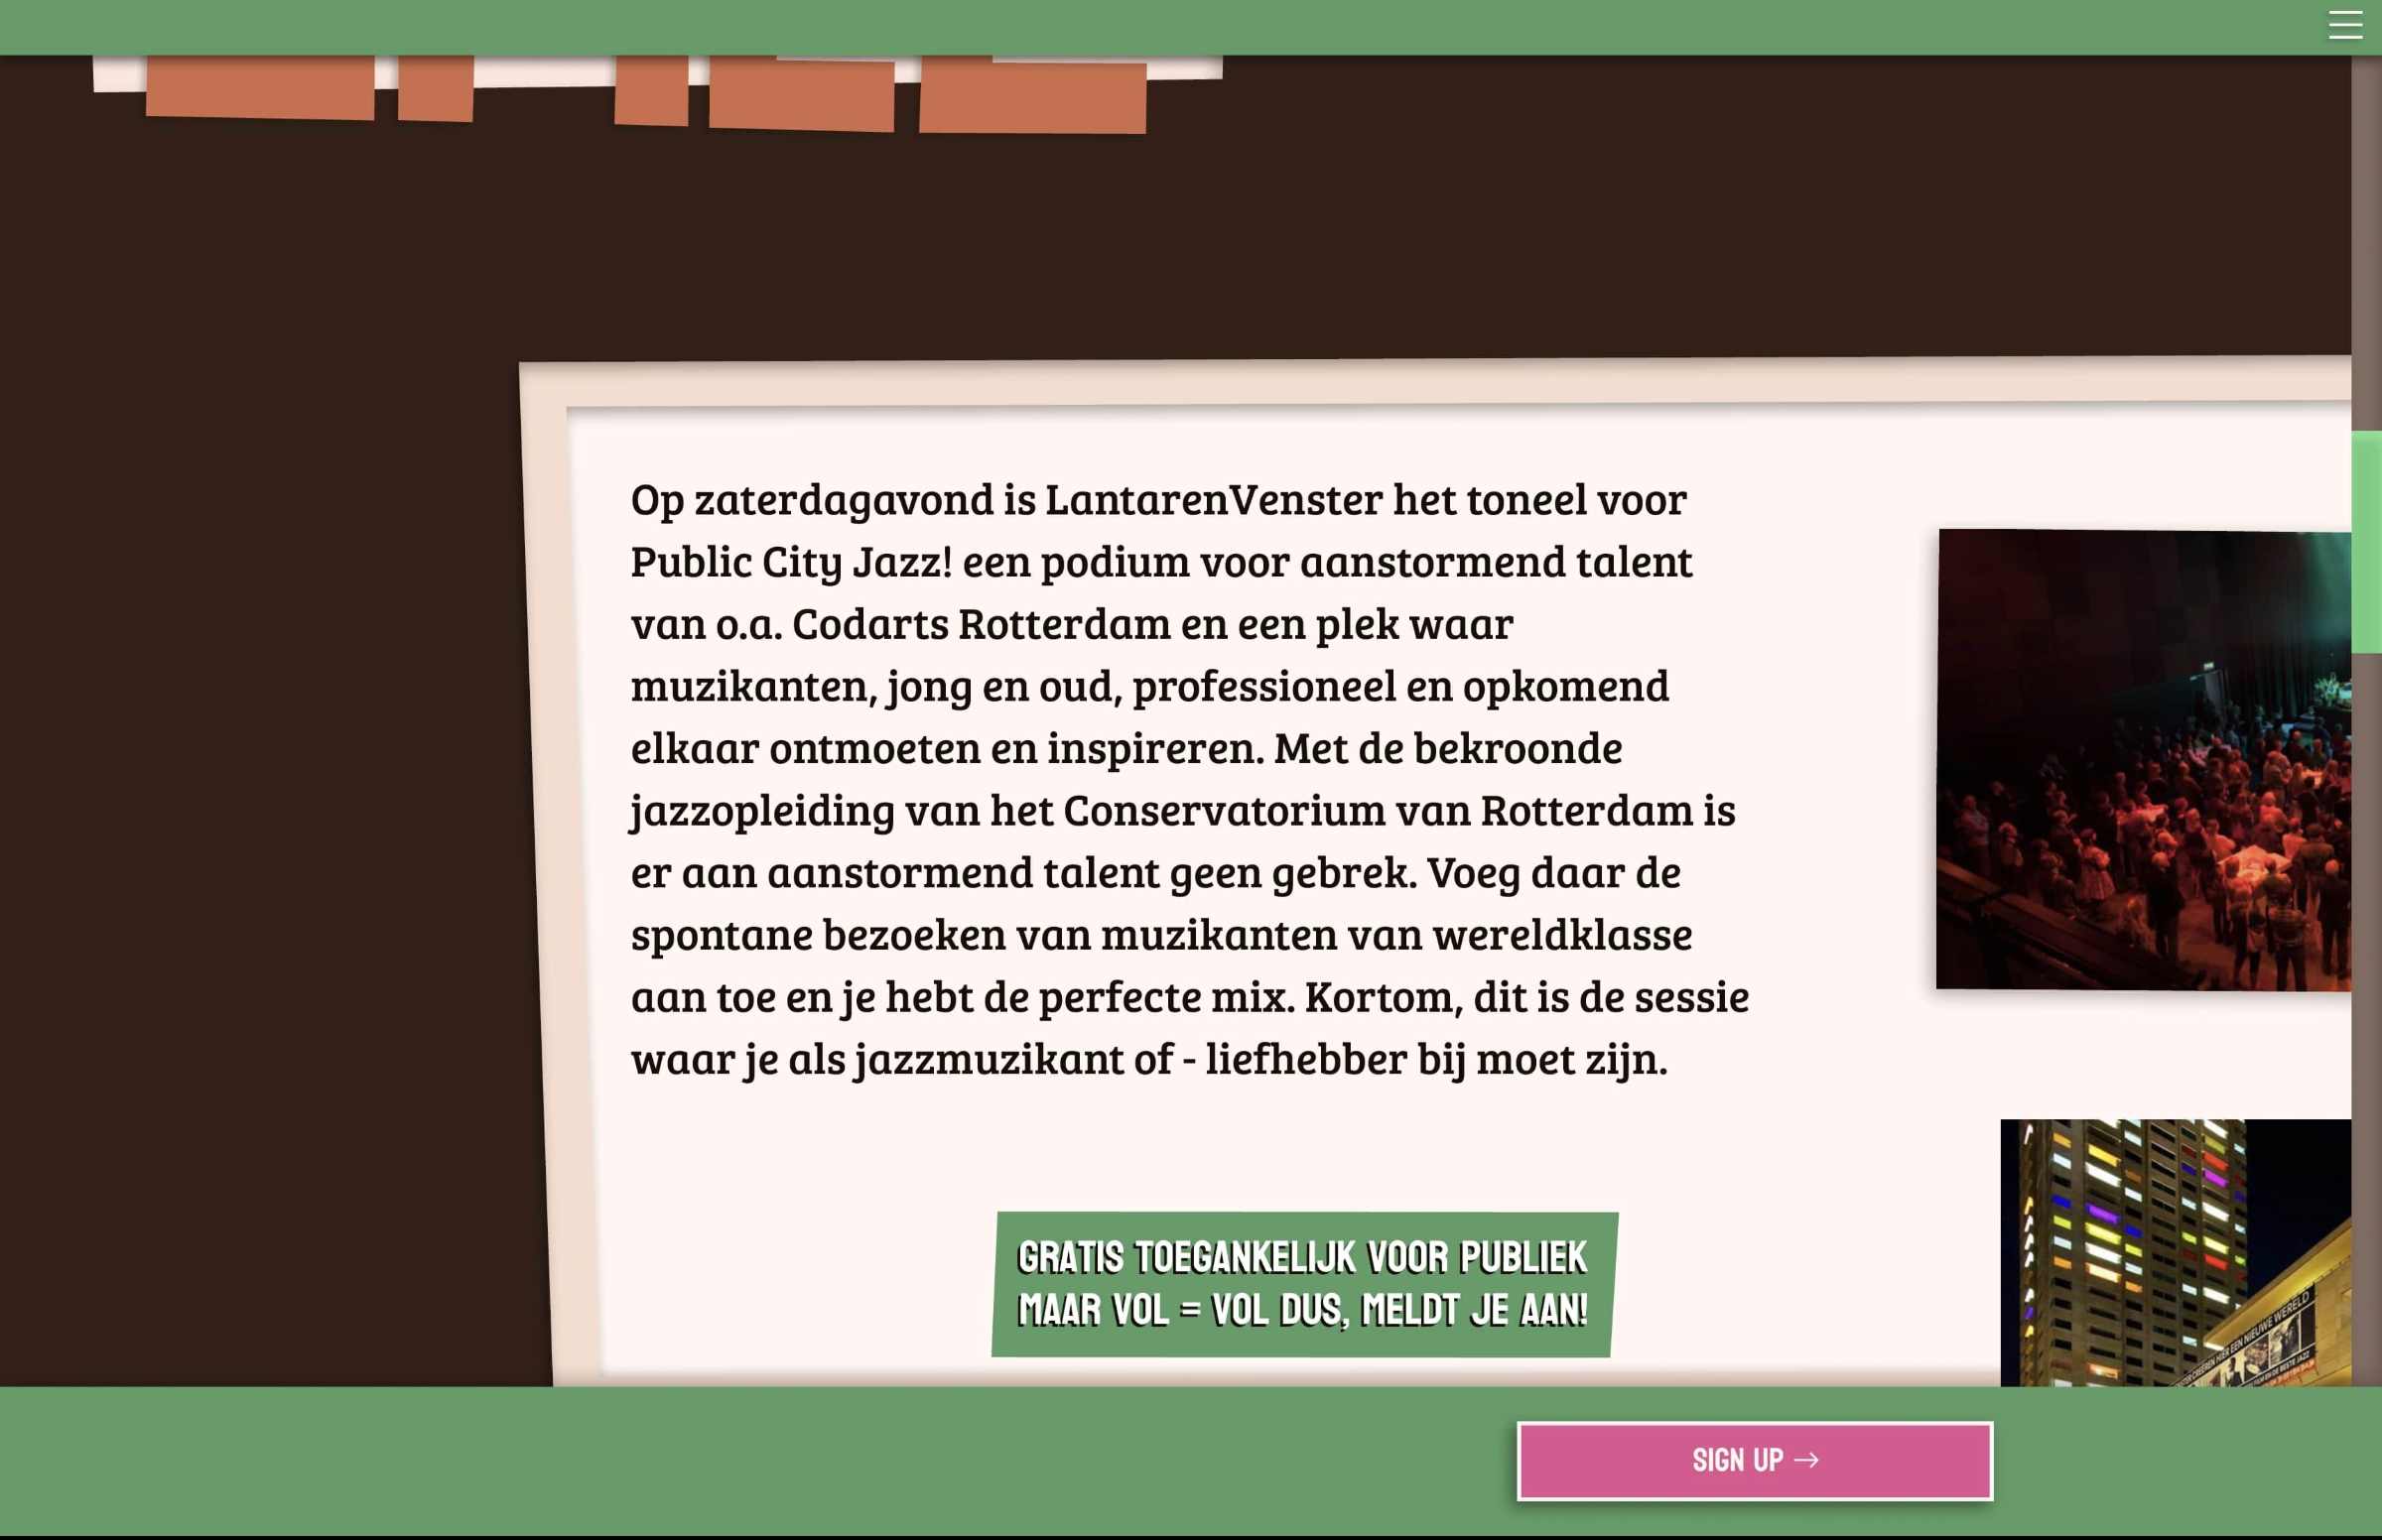 Op zaterdagavond is LantarenVenster het toneel voor
Public City Jazz! een podium voor aanstormend talent
van o.a. Codarts Rotterdam en een plek waar
muzikanten, jong en oud, professioneel en opkomend
elkaar ontmoeten en inspireren. Met de bekroonde
jazzopleiding van het Conservatorium van Rotterdam is
er aan aanstormend talent geen gebrek. Voeg daar de
spontane bezoeken van muzikanten van wereldklasse
aan toe en je hebt de perfecte mix. Kortom, dit is de sessie
waar je als jazzmuzikant of - liefhebber bij moet zijn.
GRATIS TOEGANKELIJK VOOR PUBLIEK
MAAR VOL = VOL DUS, MELDT JE AAN!
HIER EEN NIEUWE WERELD
SIGN UP →